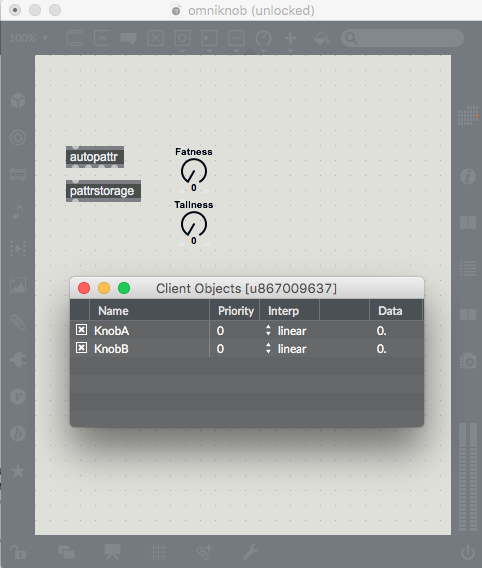 omniknob (unlocked)
100%
autopattr
Fatness
0
pattrstorage
Tallness
0
Client Objects [u867009637]
Name Priority Interp Data
KnobA 0 linear 0.
KnobB 0 linear 0.